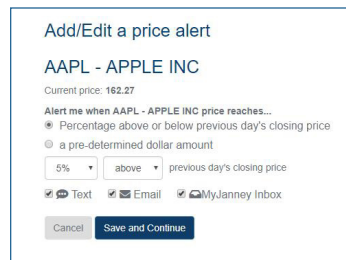 Add/Edit a price alert
AAPL - APPLE INC
Current price: 162.27
Alert me when AAPL - APPLE INC price reaches...
Percentage above or below previous day's closing price
a pre-determined dollar amount
5% above previous day's closing price
Text Email MyJanney Inbox
Cancel Save and Continue